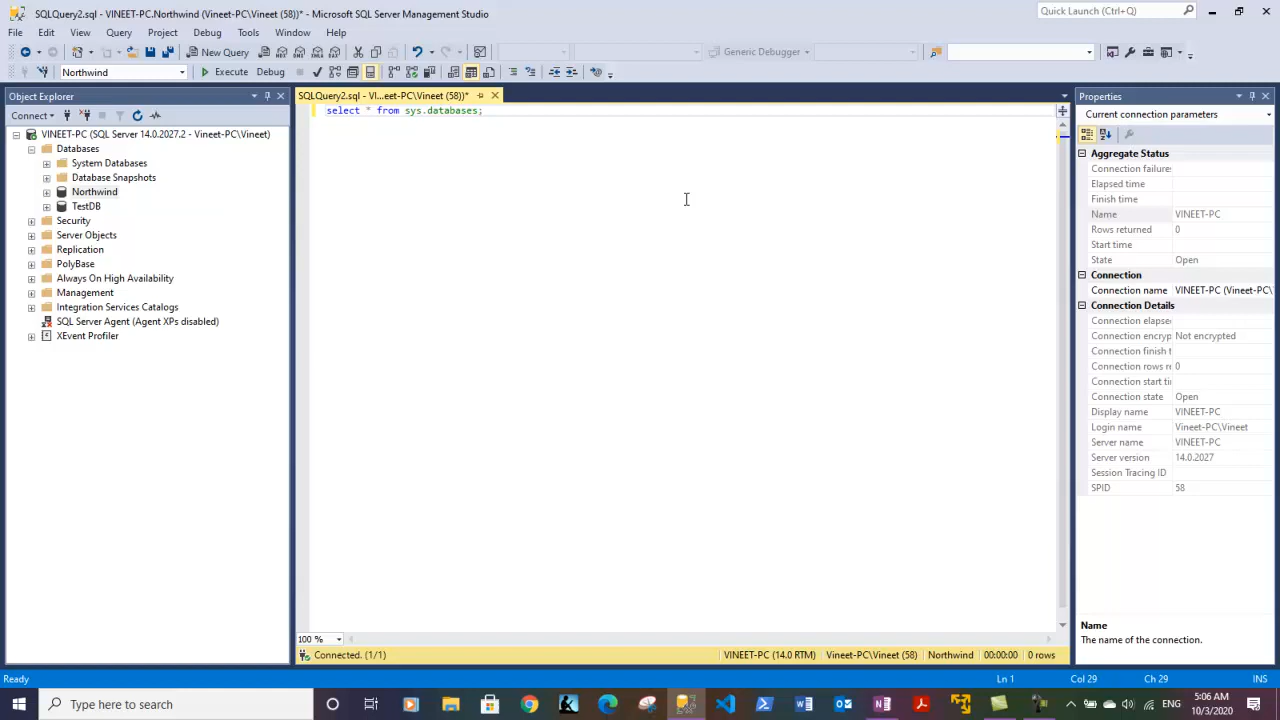 SQLQuery2.sql - VINEET-PC.Northwind (Vineet-PC\Vineet (58))* - Microsoft SQL Server Management Studio
Quick Launch (Ctrl+Q)
File Edit View Query Project Debug Tools Window Help
New Query
Generic Debugger
Northwind
Execute Debug
Object Explorer
SQLQuery2.sql - VI...eet-PC\Vineet (58))*
Properties
Connect
select * from sys.databases;
Current connection parameters
VINEET-PC (SQL Server 14.0.2027.2 - Vineet-PC\Vineet)
Databases
System Databases
Database Snapshots
Northwind
TestDB
Security
Server Objects
Replication
PolyBase
Always On High Availability
Management
Integration Services Catalogs
SQL Server Agent (Agent XPs disabled)
XEvent Profiler
Aggregate Status
Connection failures
Elapsed time
Finish time
Name VINEET-PC
Rows returned 0
Start time
State Open
Connection
Connection name VINEET-PC (Vineet-PC\
Connection Details
Connection elapse
Connection encryp Not encrypted
Connection finish t
Connection rows re 0
Connection start ti
Connection state Open
Display name VINEET-PC
Login name Vineet-PC\Vineet
Server name VINEET-PC
Server version 14.0.2027
Session Tracing ID
SPID 58
Name
The name of the connection.
100 %
Connected. (1/1)
VINEET-PC (14.0 RTM) Vineet-PC\Vineet (58) Northwind 00:00:00 0 rows
Ready
Ln 1 Col 29 Ch 29 INS
Type here to search
ENG
5:06 AM
10/3/2020